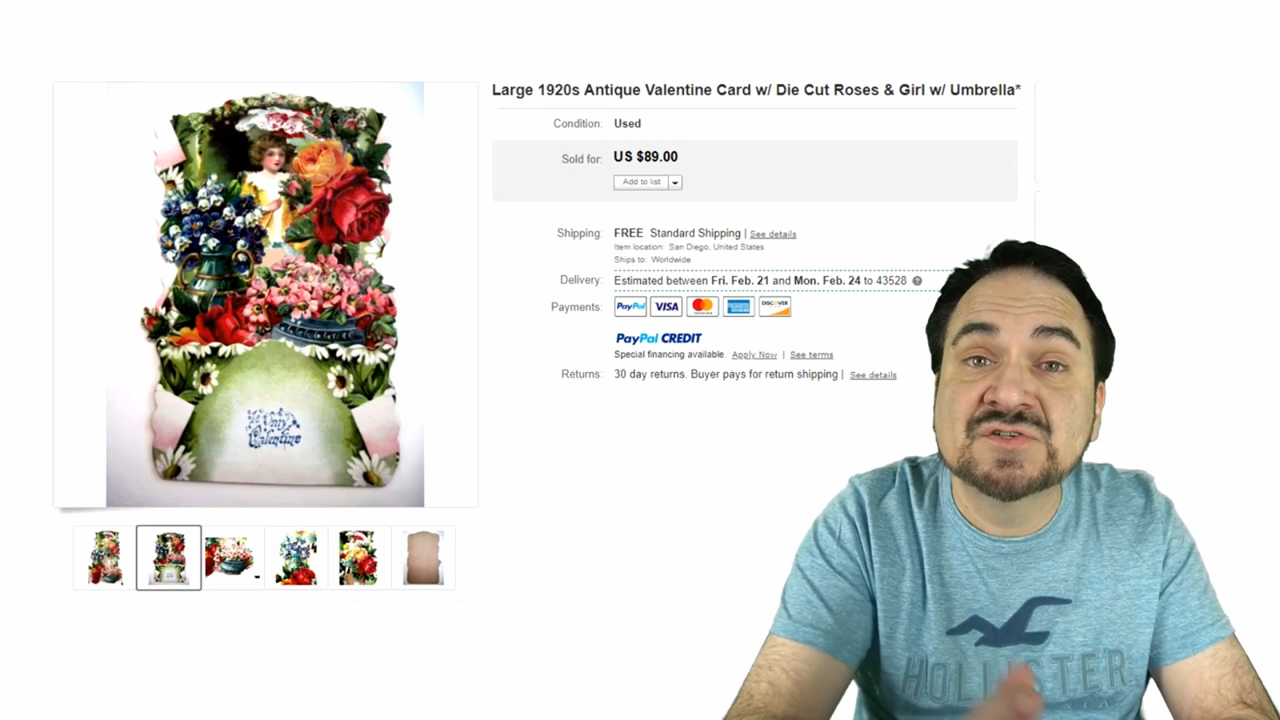 Large 1920s Antique Valentine Card w/ Die Cut Roses & Girl w/ Umbrella*
Condition: Used
Sold for: US $89.00
Add to list
Shipping: FREE Standard Shipping | See details
Item location: San Diego, United States
Ships to: Worldwide
Delivery: Estimated between Fri. Feb. 21 and Mon. Feb. 24 to 43528 ?
Payments: PayPal VISA MasterCard AMERICAN EXPRESS DISCOVER
PayPal CREDIT
Special financing available. Apply Now | See terms
Returns: 30 day returns. Buyer pays for return shipping | See details
Valentine
HOLLISTER